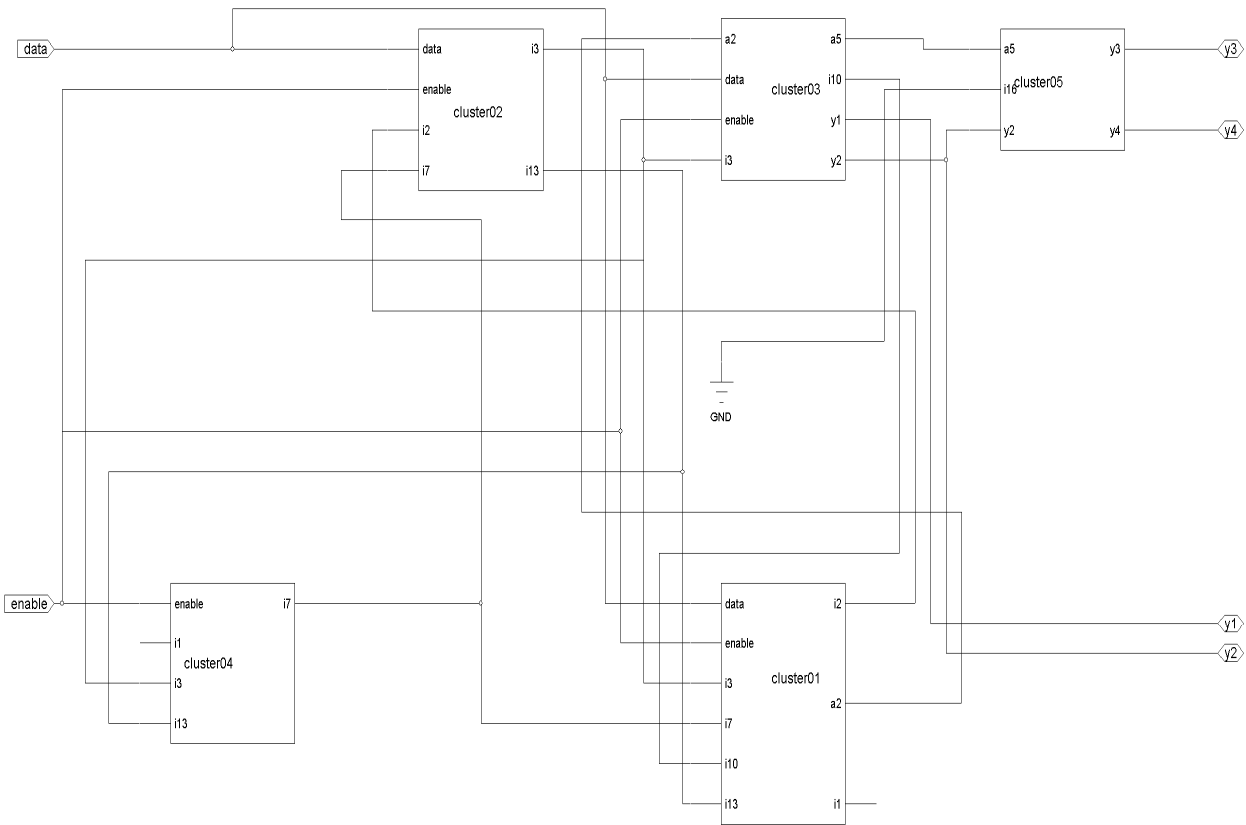 data
data
enable
cluster02
i2
i7
i3
i13
a2
data
cluster03
enable
i3
a5
i10
y1
y2
a5
i16
cluster05
y2
y3
y4
y3
y4
GND
enable
enable
i1
cluster04
i3
i13
i7
data
enable
i3
cluster01
i7
i10
i13
i2
a2
i1
y1
y2